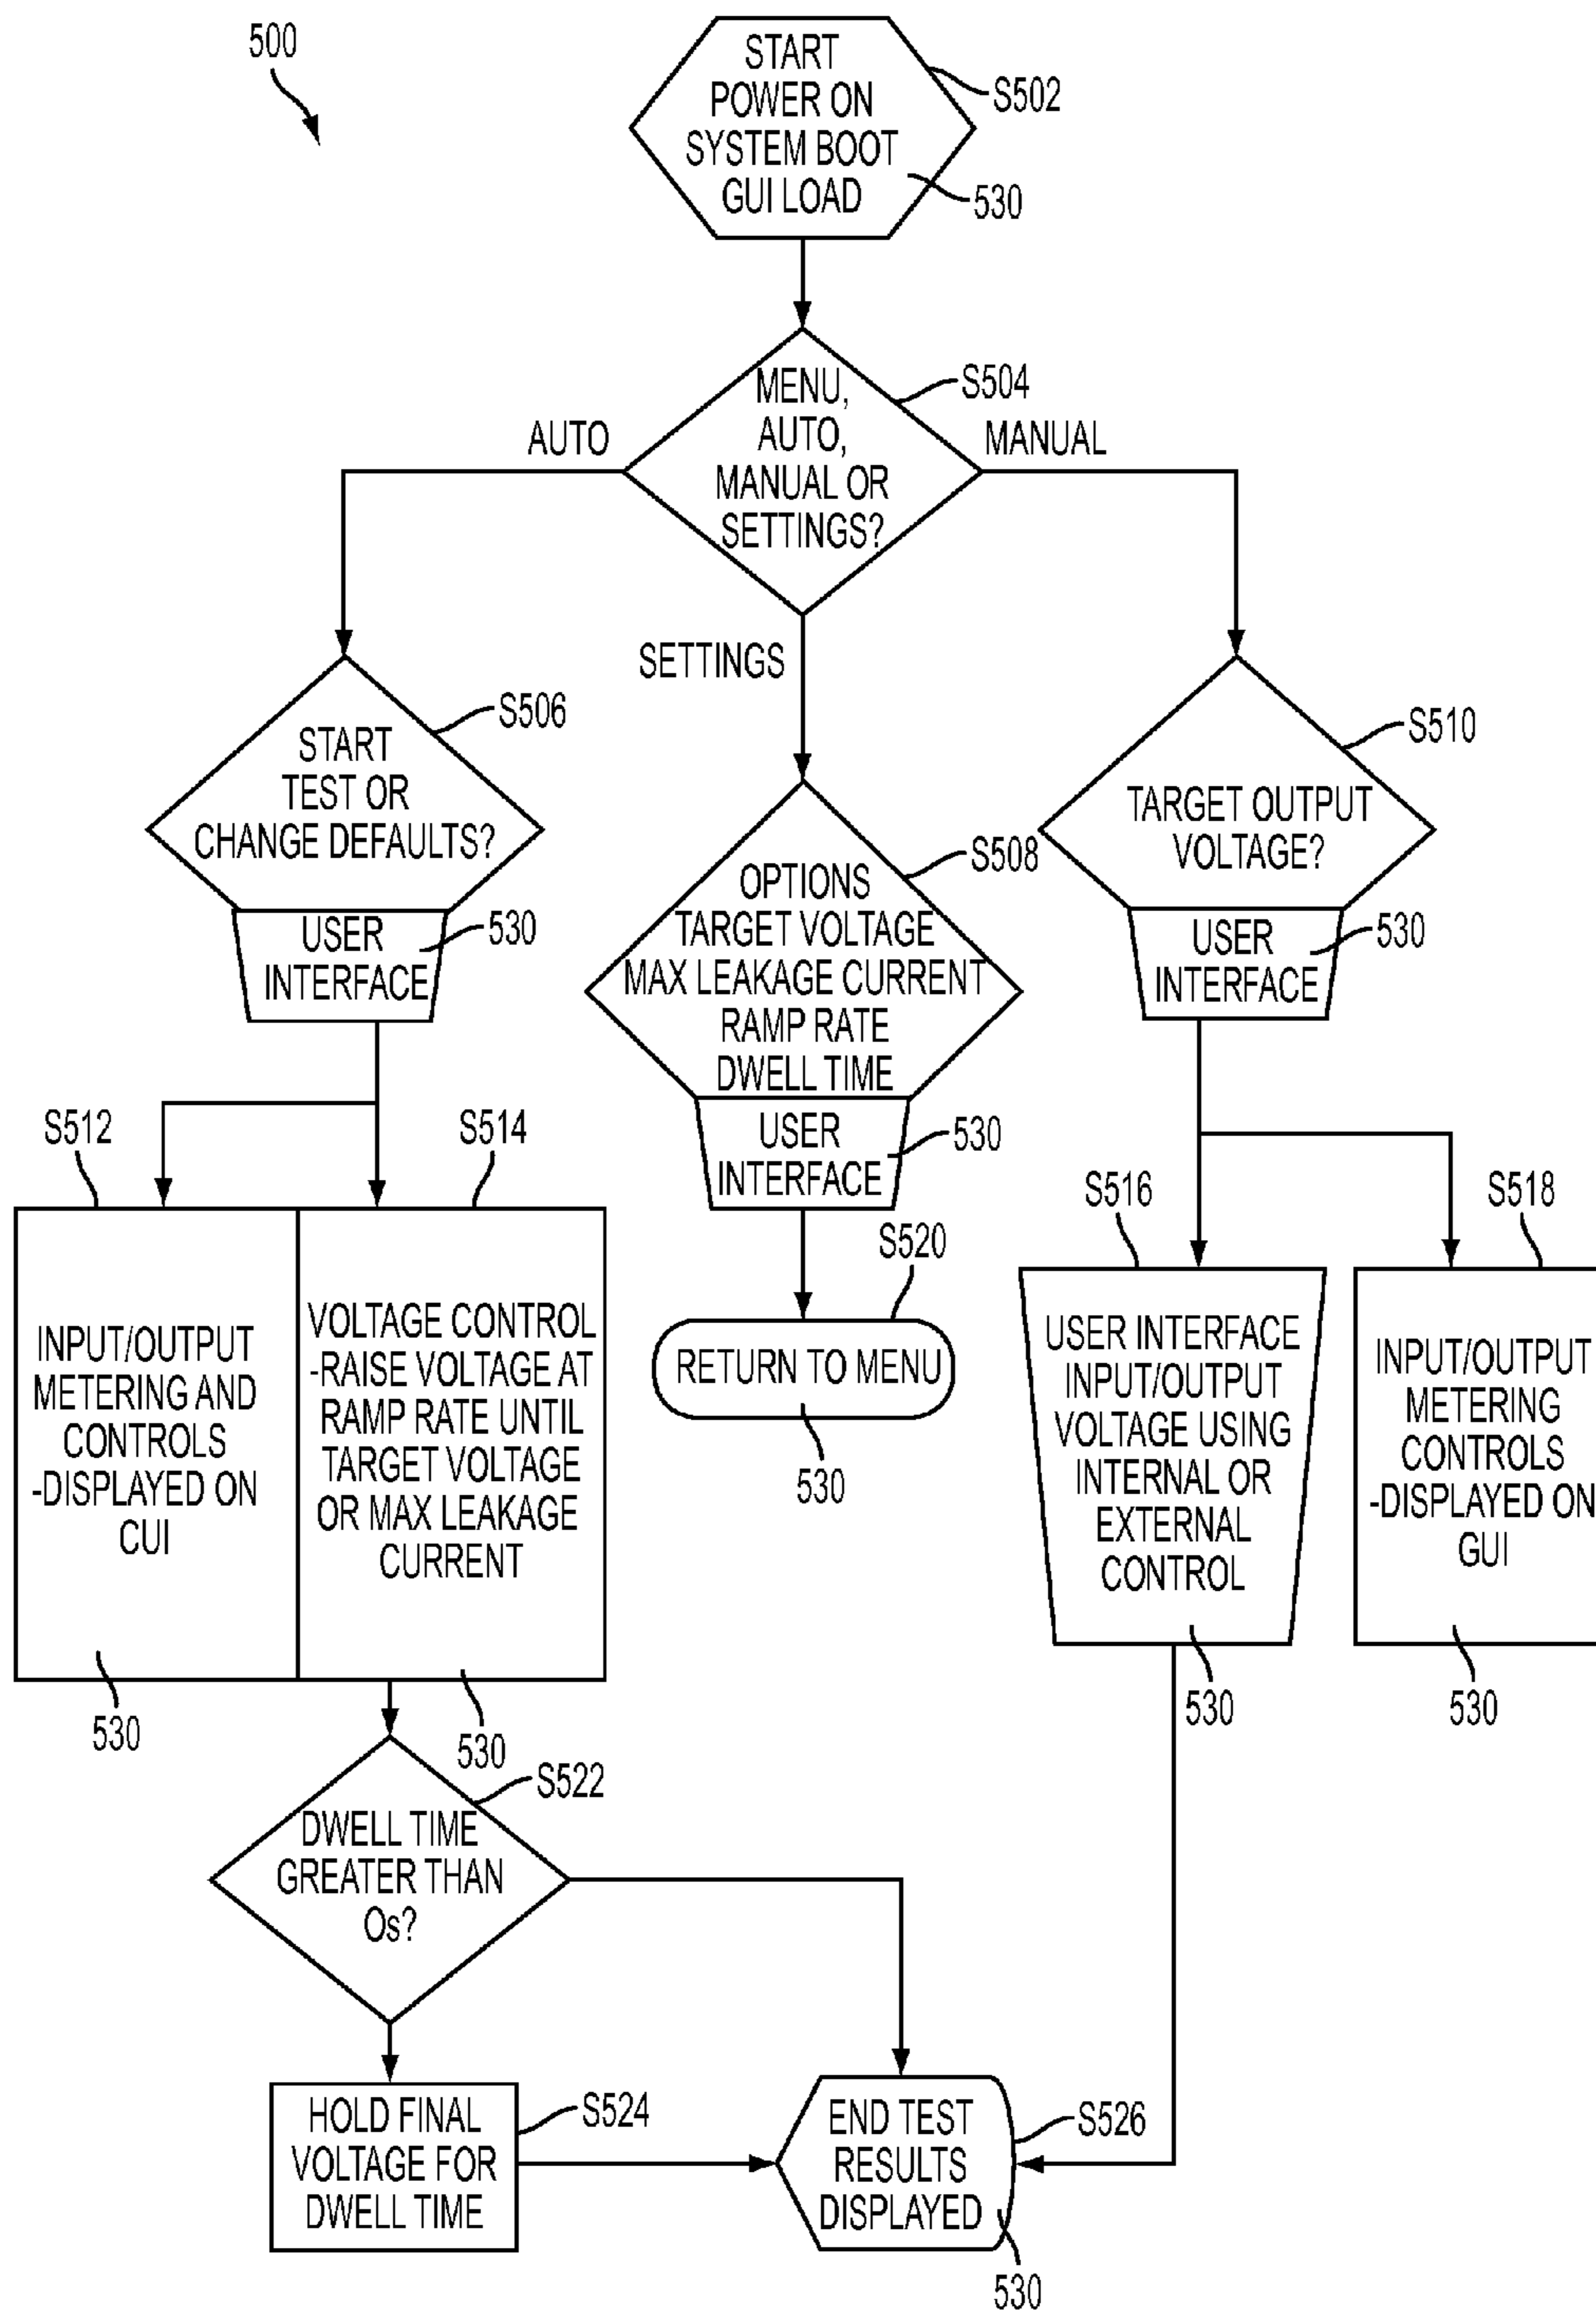 500
START
POWER ON
SYSTEM BOOT
GUI LOAD
S502
530
MENU,
AUTO,
MANUAL OR
SETTINGS?
S504
AUTO
MANUAL
SETTINGS
START
TEST OR
CHANGE DEFAULTS?
S506
USER
INTERFACE
530
OPTIONS
TARGET VOLTAGE
MAX LEAKAGE CURRENT
RAMP RATE
DWELL TIME
S508
USER
INTERFACE
530
TARGET OUTPUT
VOLTAGE?
S510
USER
INTERFACE
530
S512
INPUT/OUTPUT
METERING AND
CONTROLS
-DISPLAYED ON
CUI
530
S514
VOLTAGE CONTROL
-RAISE VOLTAGE AT
RAMP RATE UNTIL
TARGET VOLTAGE
OR MAX LEAKAGE
CURRENT
530
S520
RETURN TO MENU
530
S516
USER INTERFACE
INPUT/OUTPUT
VOLTAGE USING
INTERNAL OR
EXTERNAL
CONTROL
530
S518
INPUT/OUTPUT
METERING
CONTROLS
-DISPLAYED ON
GUI
530
DWELL TIME
GREATER THAN
Os?
S522
HOLD FINAL
VOLTAGE FOR
DWELL TIME
S524
END TEST
RESULTS
DISPLAYED
S526
530